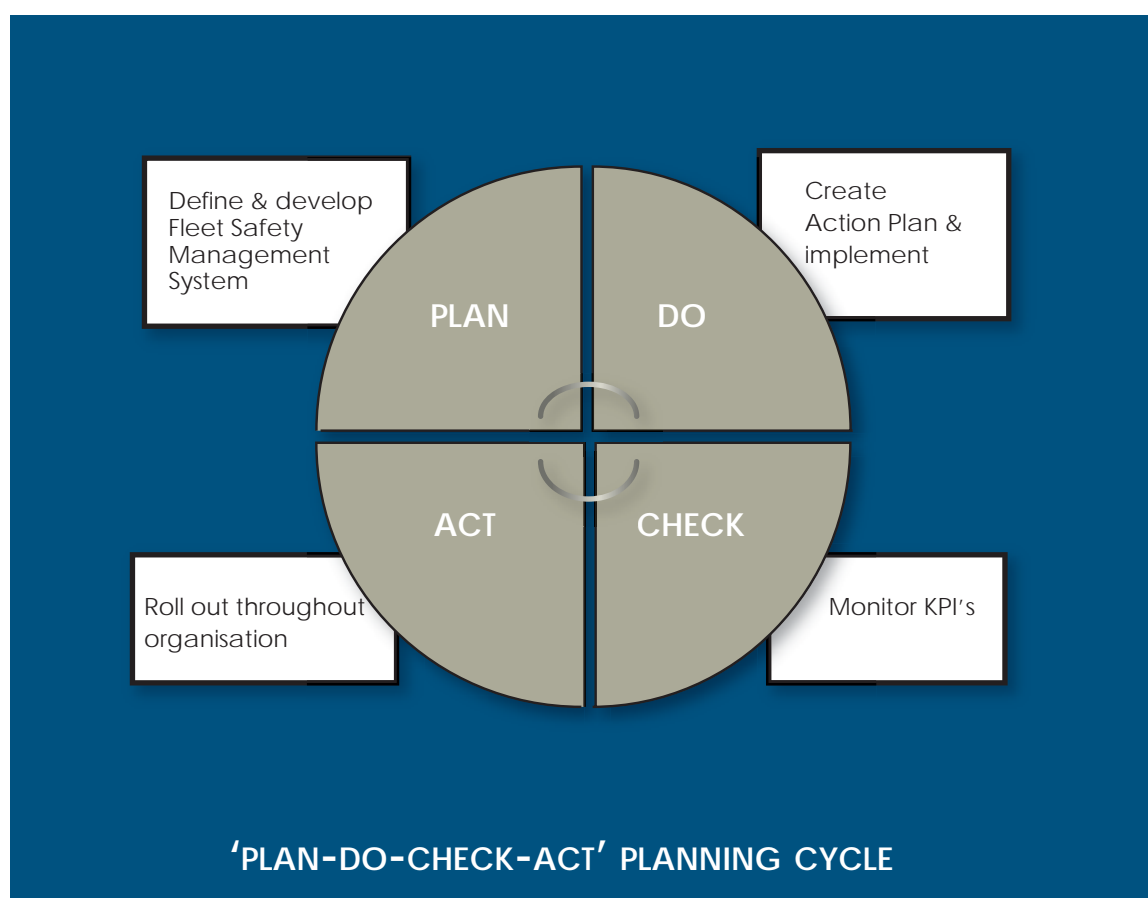 Define & develop
Fleet Safety
Management
System
Create
Action Plan &
implement
PLAN
DO
ACT
CHECK
Roll out throughout
organisation
Monitor KPI's
'PLAN-DO-CHECK-ACT' PLANNING CYCLE